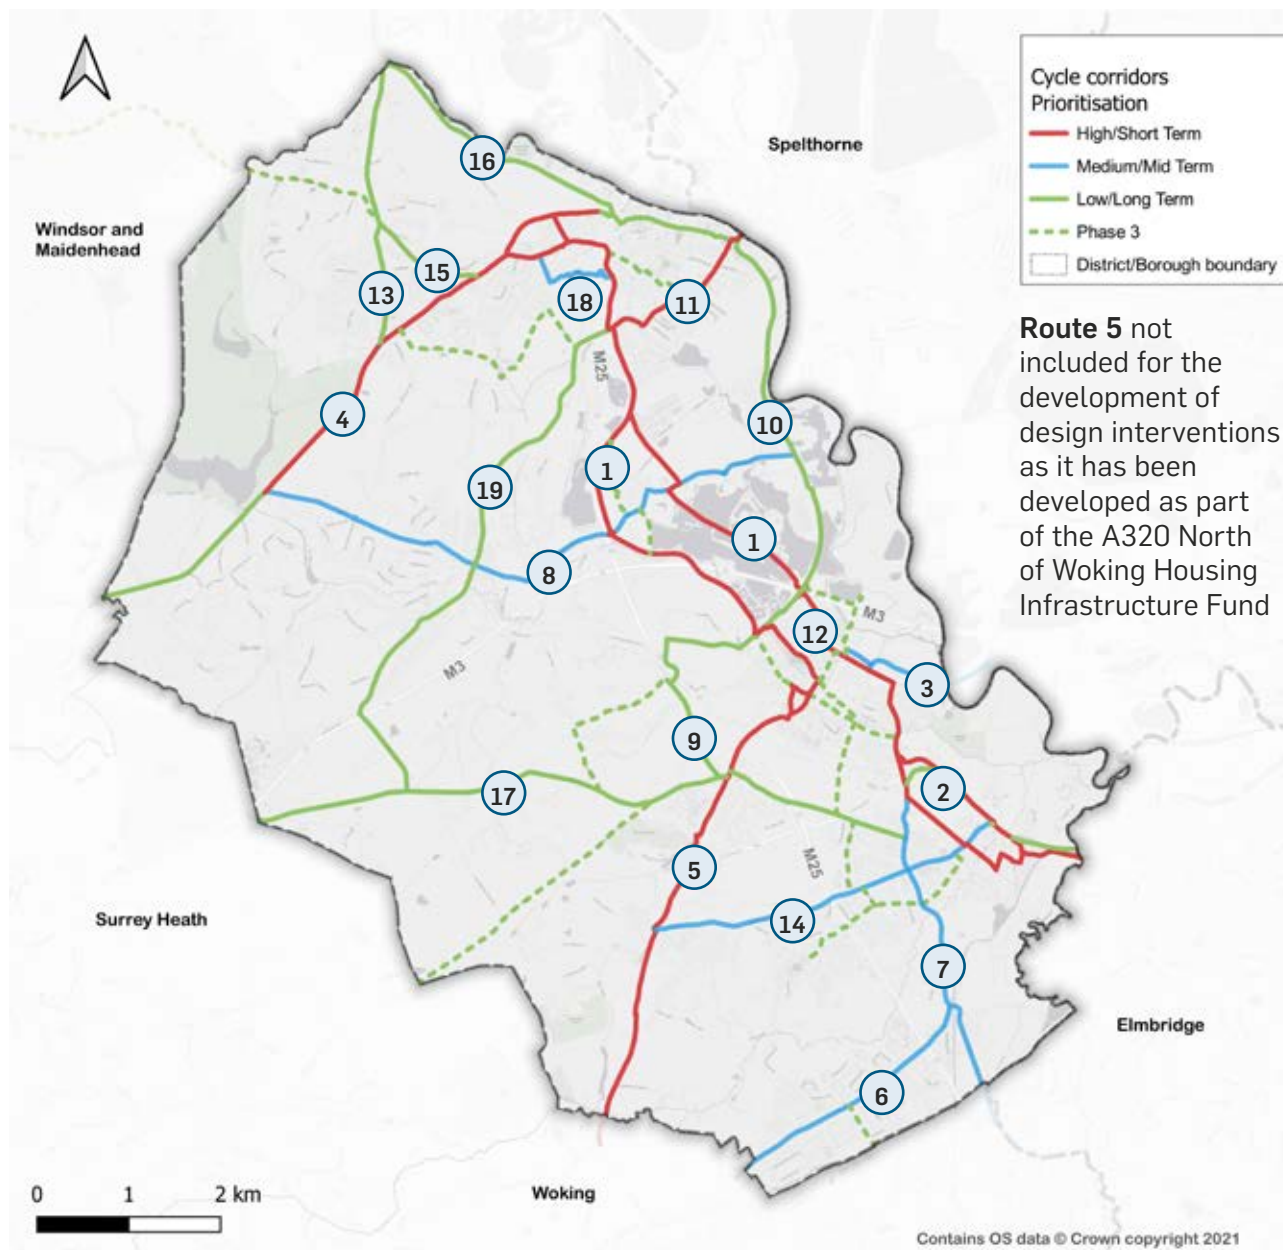 Cycle corridors
Prioritisation
High/Short Term
Medium/Mid Term
Low/Long Term
Phase 3
District/Borough boundary
Route 5 not
included for the
development of
design interventions
as it has been
developed as part
of the A320 North
of Woking Housing
Infrastructure Fund
Spelthorne
Windsor and
Maidenhead
16
15
13
18
11
M25
4
10
1
19
1
8
M3
12
M3
3
9
17
2
M25
5
14
Surrey Heath
7
Elmbridge
6
Woking
0 1 2 km
Contains OS data © Crown copyright 2021